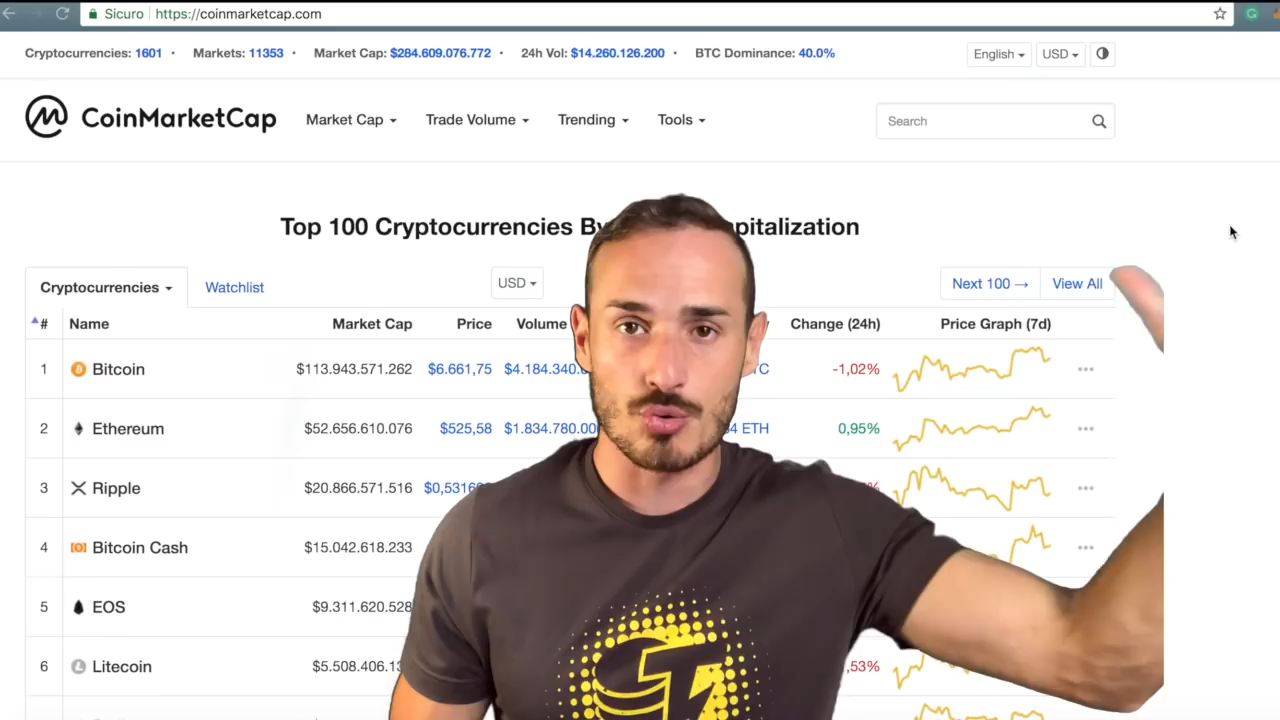 Sicuro https://coinmarketcap.com
Cryptocurrencies: 1601 • Markets: 11353 • Market Cap: $284.609.076.772 • 24h Vol: $14.260.126.200 • BTC Dominance: 40.0% English USD
CoinMarketCap Market Cap Trade Volume Trending Tools Search
Top 100 Cryptocurrencies By
Cryptocurrencies Watchlist USD Next 100 → View All
# Name Market Cap Price Volume Change (24h) Price Graph (7d)
1 Bitcoin $113.943.571.262 $6.661,75 -1,02%
2 Ethereum $52.656.610.076 $525,58 ETH 0,95%
3 Ripple $20.866.571.516
4 Bitcoin Cash $15.042.618.233
5 EOS $9.311.620.528
6 Litecoin